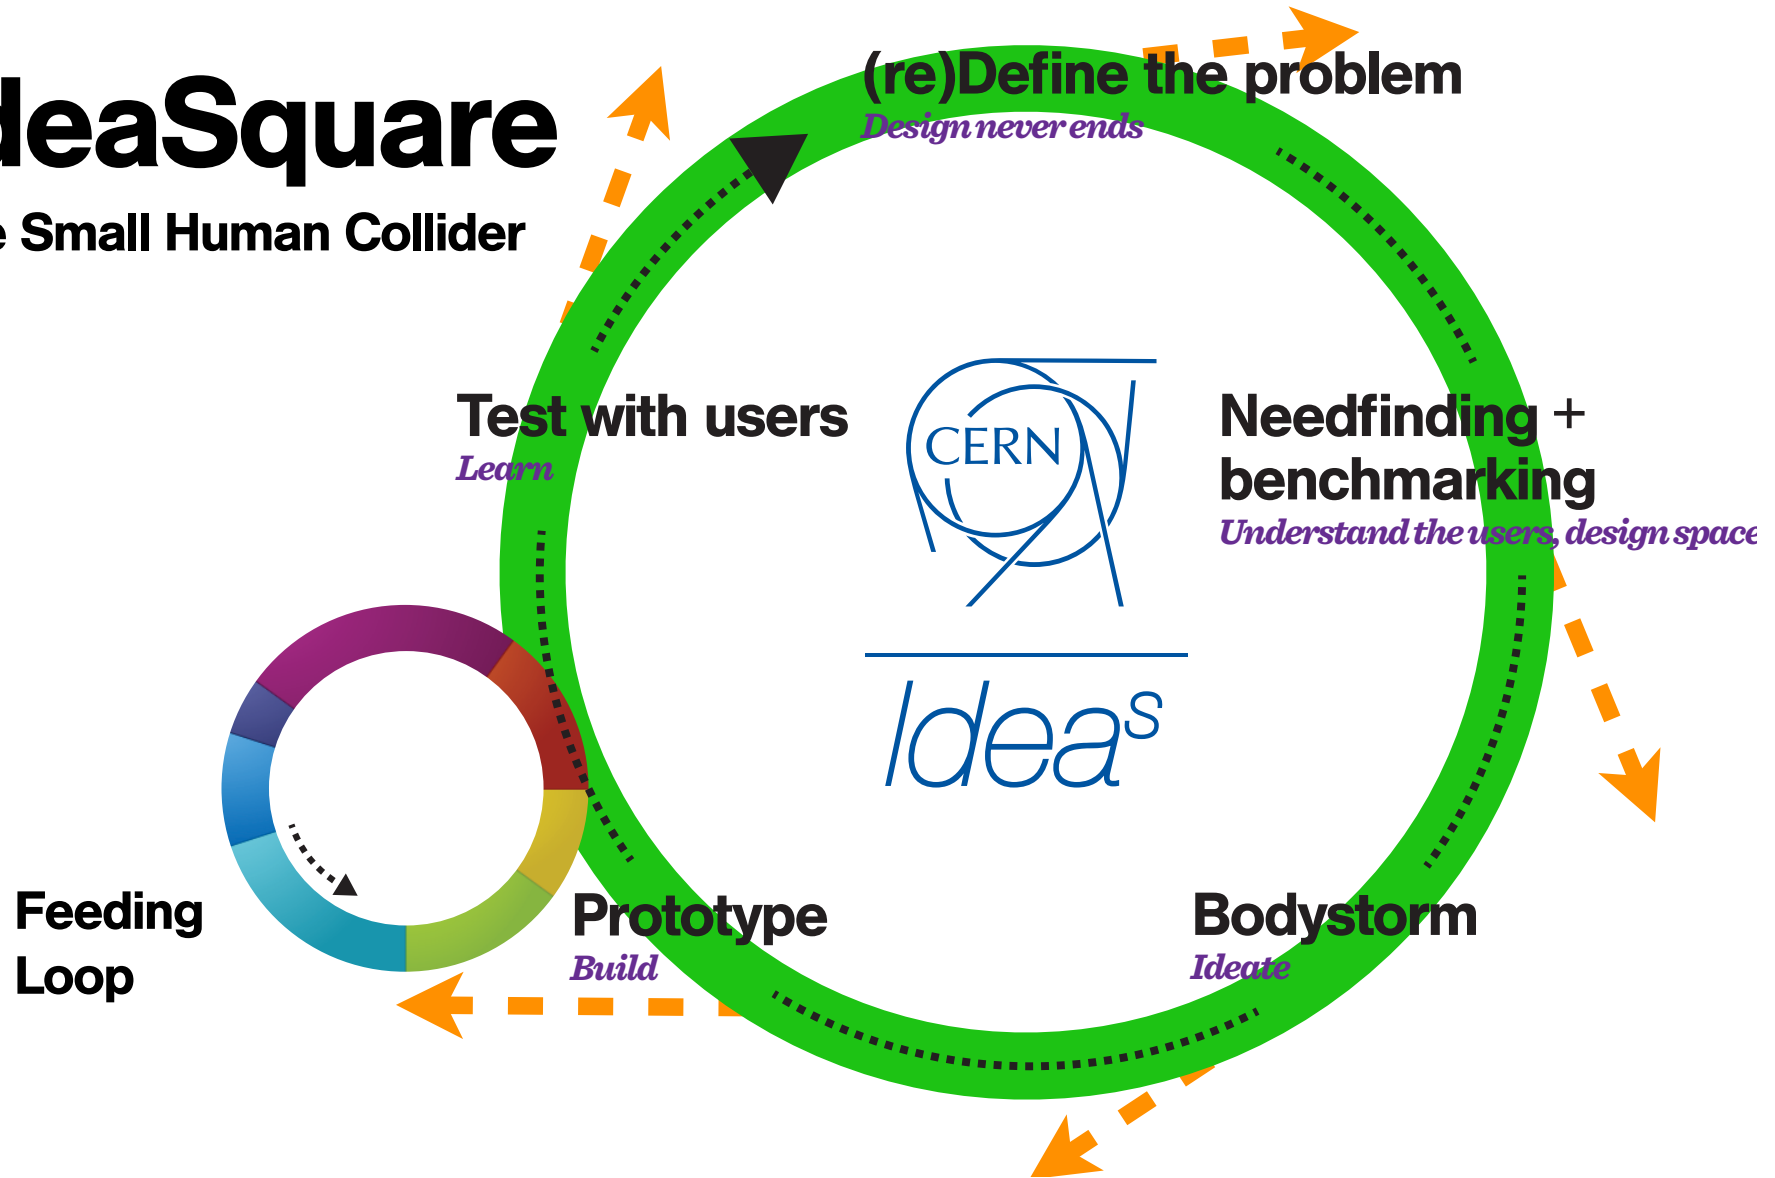 deaSquare
e Small Human Collider
(re)Define the problem
Design never ends
Test with users
Learn
CERN
Ideas
Needfinding +
benchmarking
Understand the users, design space
Feeding
Loop
Prototype
Build
Bodystorm
Ideate